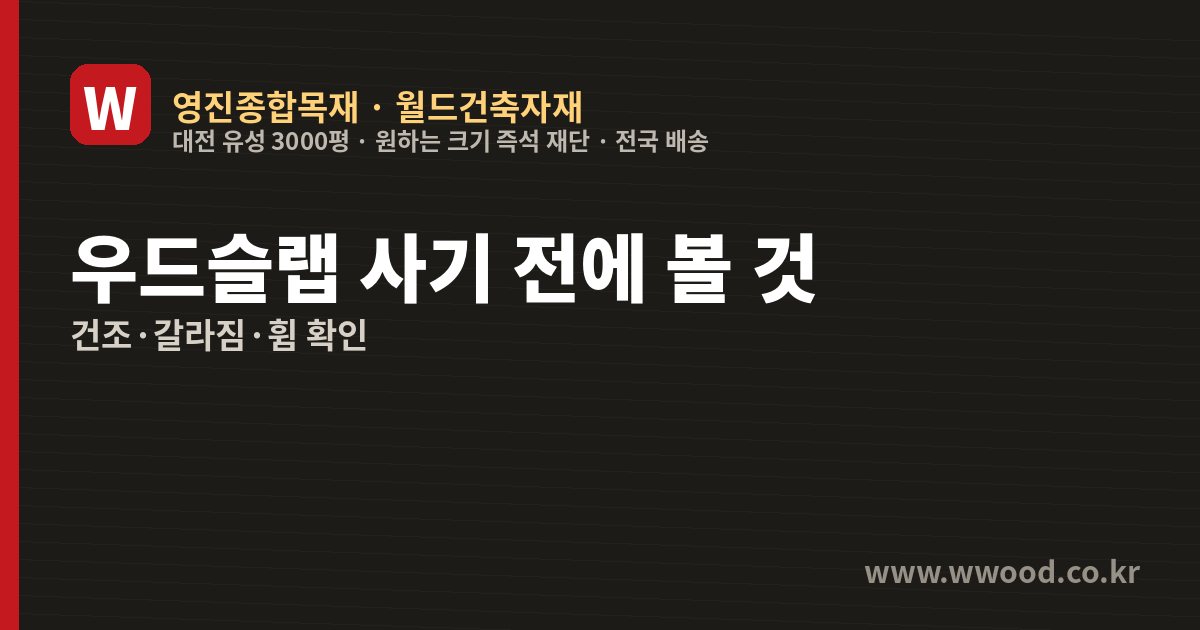 W
영진종합목재 · 월드건축자재
대전 유성 3000평 · 원하는 크기 즉석 재단 · 전국 배송
우드슬랩 사기 전에 볼 것
건조·갈라짐·휨 확인
www.wwood.co.kr